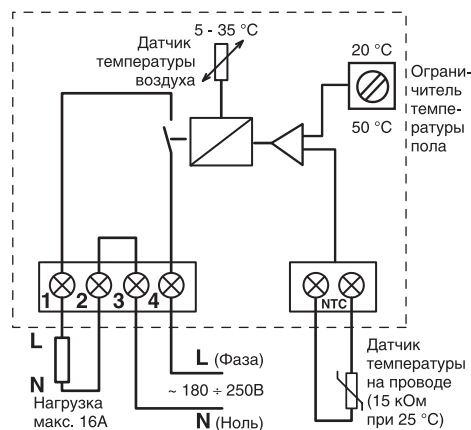 5 - 35 °C
Датчик
температуры
воздуха
20 °C
50 °C
Ограни-
читель
темпе-
ратуры
пола
1 2 3 4
NTC
L
N
Нагрузка
макс. 16А
L (Фаза)
~ 180 ÷ 250В
N (Ноль)
Датчик
температуры
на проводе
(15 кОм
при 25 °C)